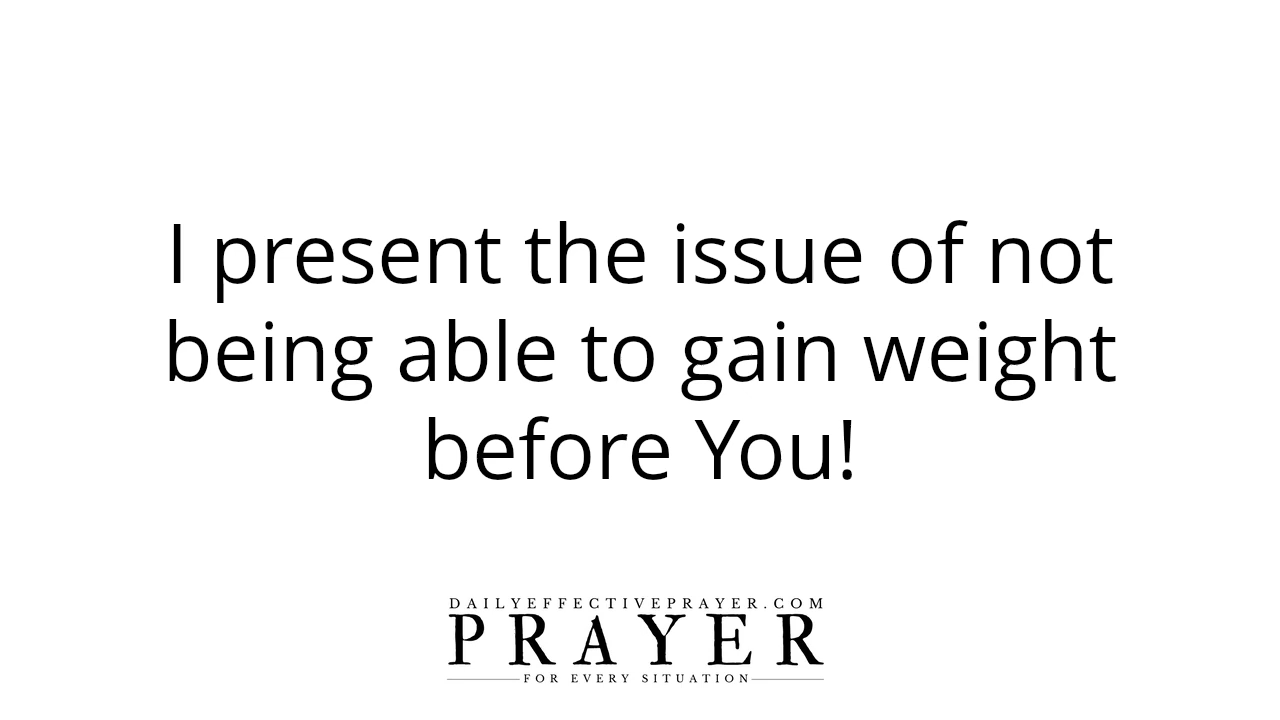 I present the issue of not
being able to gain weight
before You!
DAILYEFFECTIVEPRAYER.COM
PRAYER
FOR EVERY SITUATION